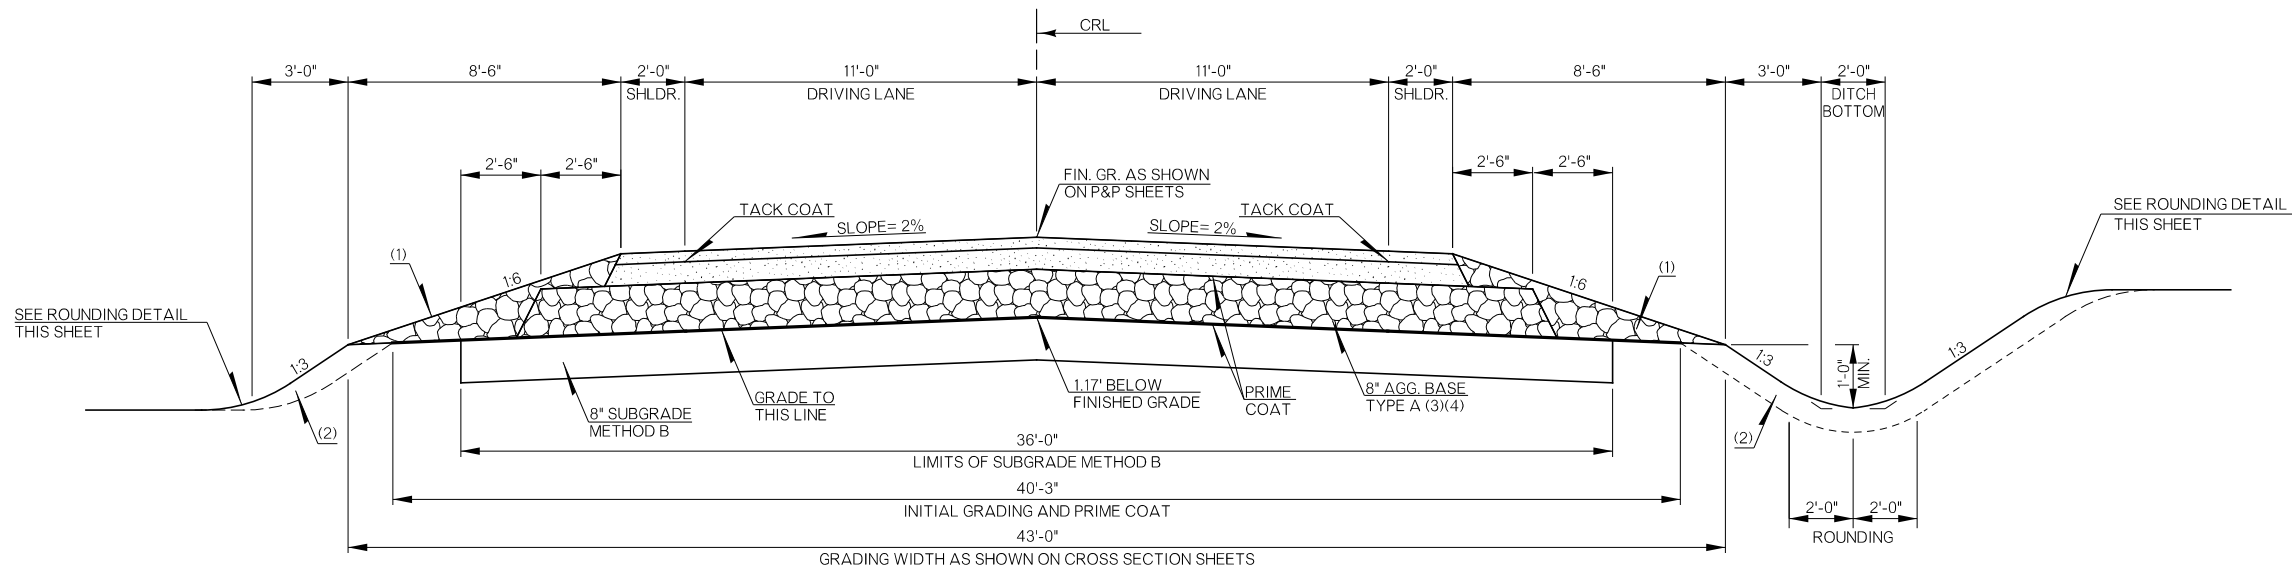 CRL
3'-0" 8'-6" 2'-0" 11'-0" 11'-0" 2'-0" 8'-6" 3'-0" 2'-0"
SHLDR. DRIVING LANE DRIVING LANE SHLDR. DITCH
BOTTOM
2'-6" 2'-6" 2'-6" 2'-6"
FIN. GR. AS SHOWN
ON P&P SHEETS
TACK COAT TACK COAT
SLOPE= 2% SLOPE= 2%
SEE ROUNDING DETAIL
THIS SHEET
(1) (1)
1:6 1:6
SEE ROUNDING DETAIL
THIS SHEET
1:3 1:3 1:3
1'-0"
MIN.
GRADE TO
THIS LINE
1.17' BELOW
FINISHED GRADE
PRIME
COAT
8" AGG. BASE
TYPE A (3)(4)
8" SUBGRADE
METHOD B
(2) (2)
36'-0"
LIMITS OF SUBGRADE METHOD B
40'-3"
INITIAL GRADING AND PRIME COAT
2'-0" 2'-0"
ROUNDING
43'-0"
GRADING WIDTH AS SHOWN ON CROSS SECTION SHEETS